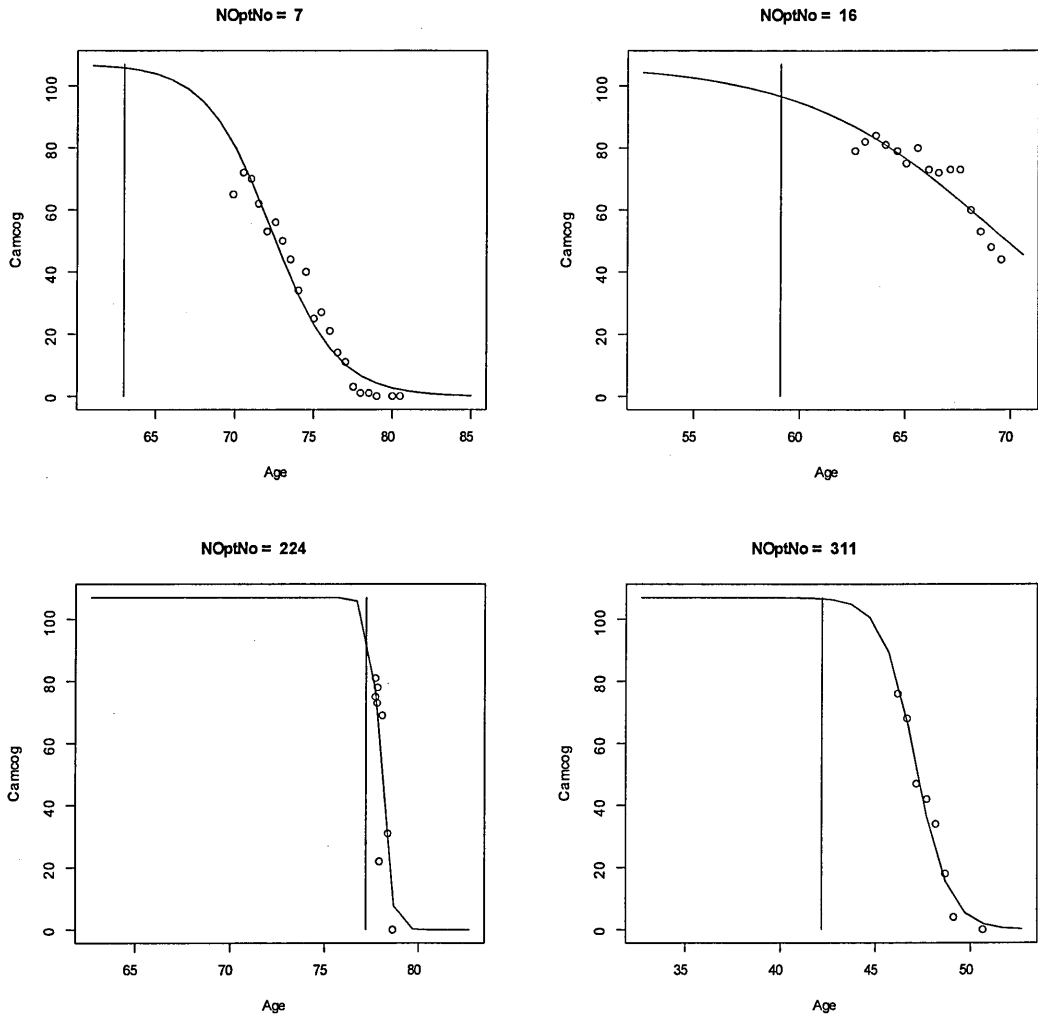 NOptNo = 7
Camcog
0 20 40 60 80 100
65 70 75 80 85
Age
NOptNo = 16
Camcog
0 20 40 60 80 100
55 60 65 70
Age
NOptNo = 224
Camcog
0 20 40 60 80 100
65 70 75 80
Age
NOptNo = 311
Camcog
0 20 40 60 80 100
35 40 45 50
Age